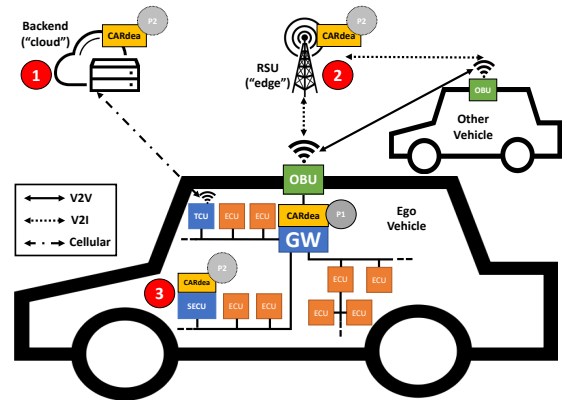 Backend
("cloud")
CARdea
P2
1
RSU
("edge")
CARdea
P2
2
OBU
Other
Vehicle
OBU
V2V
V2I
Cellular
TCU
ECU
ECU
CARdea
P1
GW
Ego
Vehicle
3
CARdea
P2
SECU
ECU
ECU
ECU
ECU
ECU
ECU